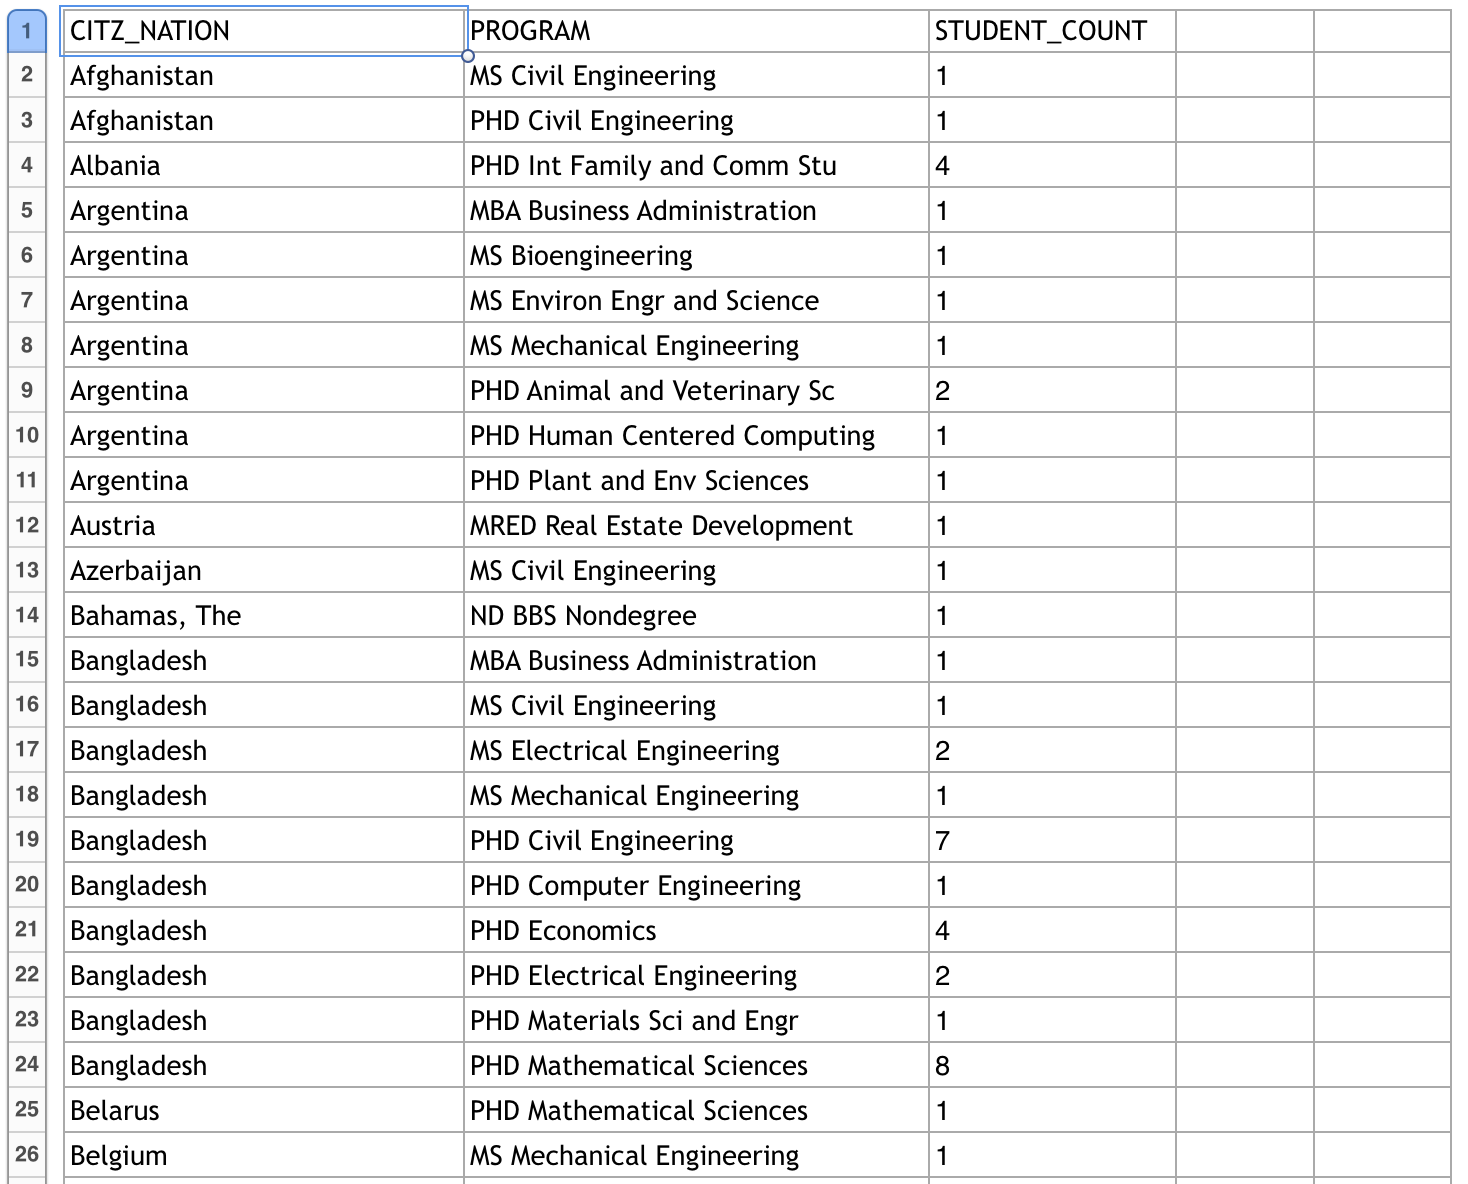 1 CITZ_NATION PROGRAM STUDENT_COUNT
2 Afghanistan MS Civil Engineering 1
3 Afghanistan PHD Civil Engineering 1
4 Albania PHD Int Family and Comm Stu 4
5 Argentina MBA Business Administration 1
6 Argentina MS Bioengineering 1
7 Argentina MS Environ Engr and Science 1
8 Argentina MS Mechanical Engineering 1
9 Argentina PHD Animal and Veterinary Sc 2
10 Argentina PHD Human Centered Computing 1
11 Argentina PHD Plant and Env Sciences 1
12 Austria MRED Real Estate Development 1
13 Azerbaijan MS Civil Engineering 1
14 Bahamas, The ND BBS Nondegree 1
15 Bangladesh MBA Business Administration 1
16 Bangladesh MS Civil Engineering 1
17 Bangladesh MS Electrical Engineering 2
18 Bangladesh MS Mechanical Engineering 1
19 Bangladesh PHD Civil Engineering 7
20 Bangladesh PHD Computer Engineering 1
21 Bangladesh PHD Economics 4
22 Bangladesh PHD Electrical Engineering 2
23 Bangladesh PHD Materials Sci and Engr 1
24 Bangladesh PHD Mathematical Sciences 8
25 Belarus PHD Mathematical Sciences 1
26 Belgium MS Mechanical Engineering 1